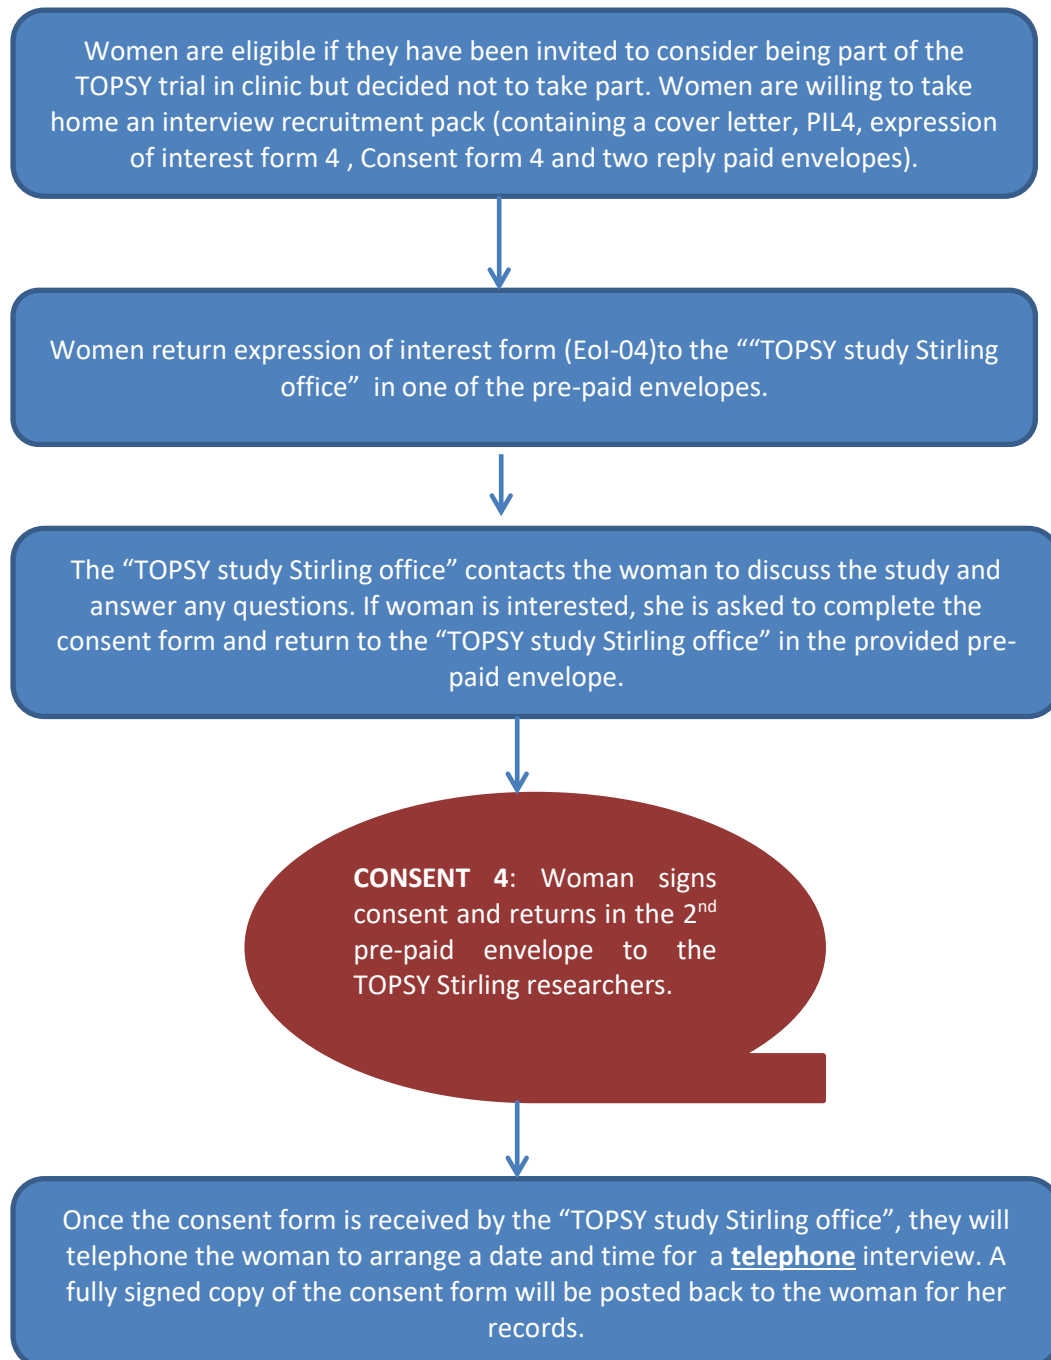 Women are eligible if they have been invited to consider being part of the
TOPSY trial in clinic but decided not to take part. Women are willing to take
home an interview recruitment pack (containing a cover letter, PIL4, expression
of interest form 4 , Consent form 4 and two reply paid envelopes).
Women return expression of interest form (EoI-04)to the ““TOPSY study Stirling
office” in one of the pre-paid envelopes.
The “TOPSY study Stirling office” contacts the woman to discuss the study and
answer any questions. If woman is interested, she is asked to complete the
consent form and return to the “TOPSY study Stirling office” in the provided pre-
paid envelope.
CONSENT 4: Woman signs
consent and returns in the 2nd
pre-paid envelope to the
TOPSY Stirling researchers.
Once the consent form is received by the “TOPSY study Stirling office”, they will
telephone the woman to arrange a date and time for a telephone interview. A
fully signed copy of the consent form will be posted back to the woman for her
records.